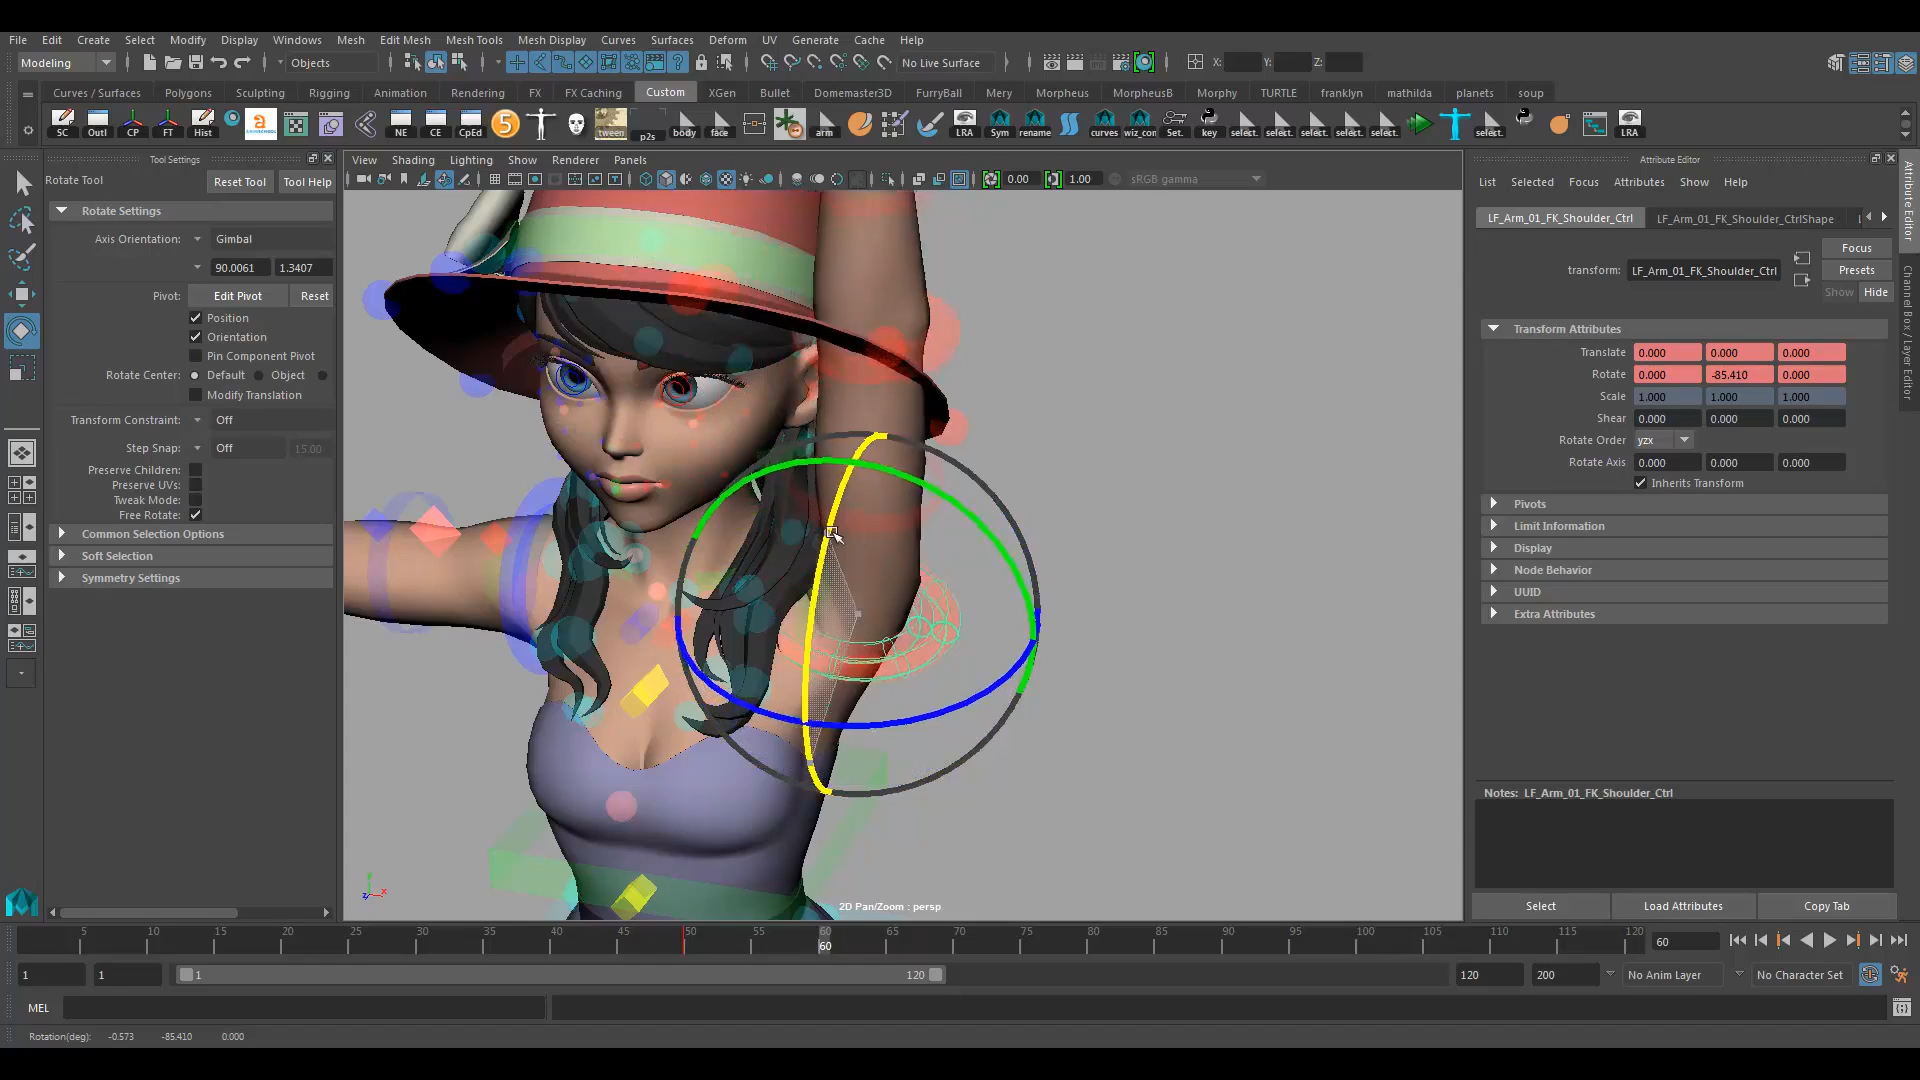 File Edit Create Select Modify Display Windows Mesh Edit Mesh Mesh Tools Mesh Display Curves Surfaces Deform UV Generate Cache Help
Modeling Objects No Live Surface X: Y: Z:
Curves / Surfaces Polygons Sculpting Rigging Animation Rendering FX FX Caching Custom XGen Bullet Domemaster3D FurryBall Mery Morpheus MorpheusB Morphy TURTLE franklyn mathilda planets soup
SC Outl CP FT Hist NE CE CpEd 5 tween p2s body face arm LRA Sym rename curves wiz_con Set. key select. select. select. select. select. select. LRA
Tool Settings
Rotate Tool Reset Tool Tool Help
Rotate Settings
Axis Orientation: Gimbal
90.0061 1.3407
Pivot: Edit Pivot Reset
Position
Orientation
Pin Component Pivot
Rotate Center: Default Object
Modify Translation
Transform Constraint: Off
Step Snap: Off 15.00
Preserve Children:
Preserve UVs:
Tweak Mode:
Free Rotate:
Common Selection Options
Soft Selection
Symmetry Settings
View Shading Lighting Show Renderer Panels
0.00 1.00 sRGB gamma
2D Pan/Zoom : persp
Attribute Editor
List Selected Focus Attributes Show Help
LF_Arm_01_FK_Shoulder_Ctrl LF_Arm_01_FK_Shoulder_CtrlShape
transform: LF_Arm_01_FK_Shoulder_Ctrl
Focus
Presets
Show Hide
Transform Attributes
Translate 0.000 0.000 0.000
Rotate 0.000 -85.410 0.000
Scale 1.000 1.000 1.000
Shear 0.000 0.000 0.000
Rotate Order yzx
Rotate Axis 0.000 0.000 0.000
Inherits Transform
Pivots
Limit Information
Display
Node Behavior
UUID
Extra Attributes
Notes: LF_Arm_01_FK_Shoulder_Ctrl
Select Load Attributes Copy Tab
Attribute Editor
Channel Box / Layer Editor
5 10 15 20 25 30 35 40 45 50 55 60 65 70 75 80 85 90 95 100 105 110 115 120
60
60
1 1 1 120 120 200 No Anim Layer No Character Set
MEL
Rotation(deg): -0.573 -85.410 0.000